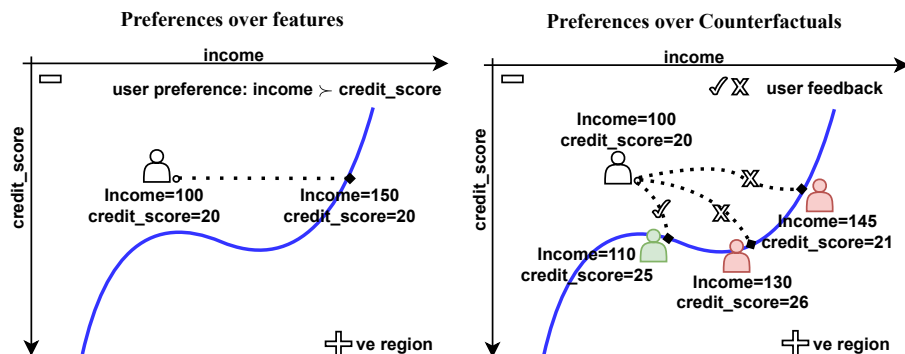 Preferences over features
income
user preference: income ≻ credit_score
credit_score
Income=100
credit_score=20
Income=150
credit_score=20
ve region
Preferences over Counterfactuals
income
user feedback
credit_score
Income=100
credit_score=20
Income=145
credit_score=21
Income=110
credit_score=25
Income=130
credit_score=26
ve region